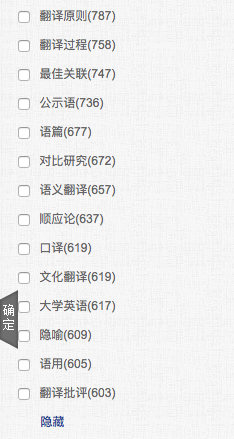 翻译原则(787)
翻译过程(758)
最佳关联(747)
公示语(736)
语篇(677)
对比研究(672)
语义翻译(657)
顺应论(637)
口译(619)
文化翻译(619)
大学英语(617)
确定
隐喻(609)
语用(605)
翻译批评(603)
隐藏